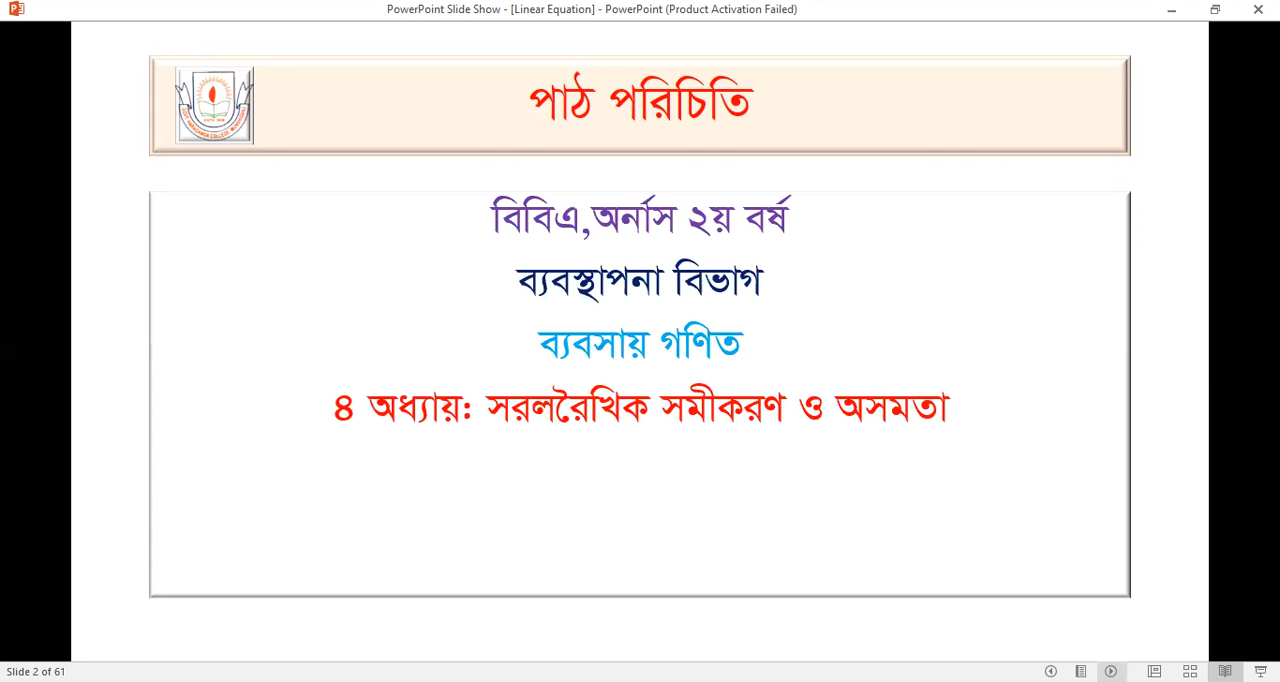 PowerPoint Slide Show - [Linear Equation] - PowerPoint (Product Activation Failed)
পাঠ পরিচিতি
বিবিএ,অর্নাস ২য় বর্ষ
ব্যবস্থাপনা বিভাগ
ব্যবসায় গণিত
৪ অধ্যায়: সরলরৈখিক সমীকরণ ও অসমতা
Slide 2 of 61